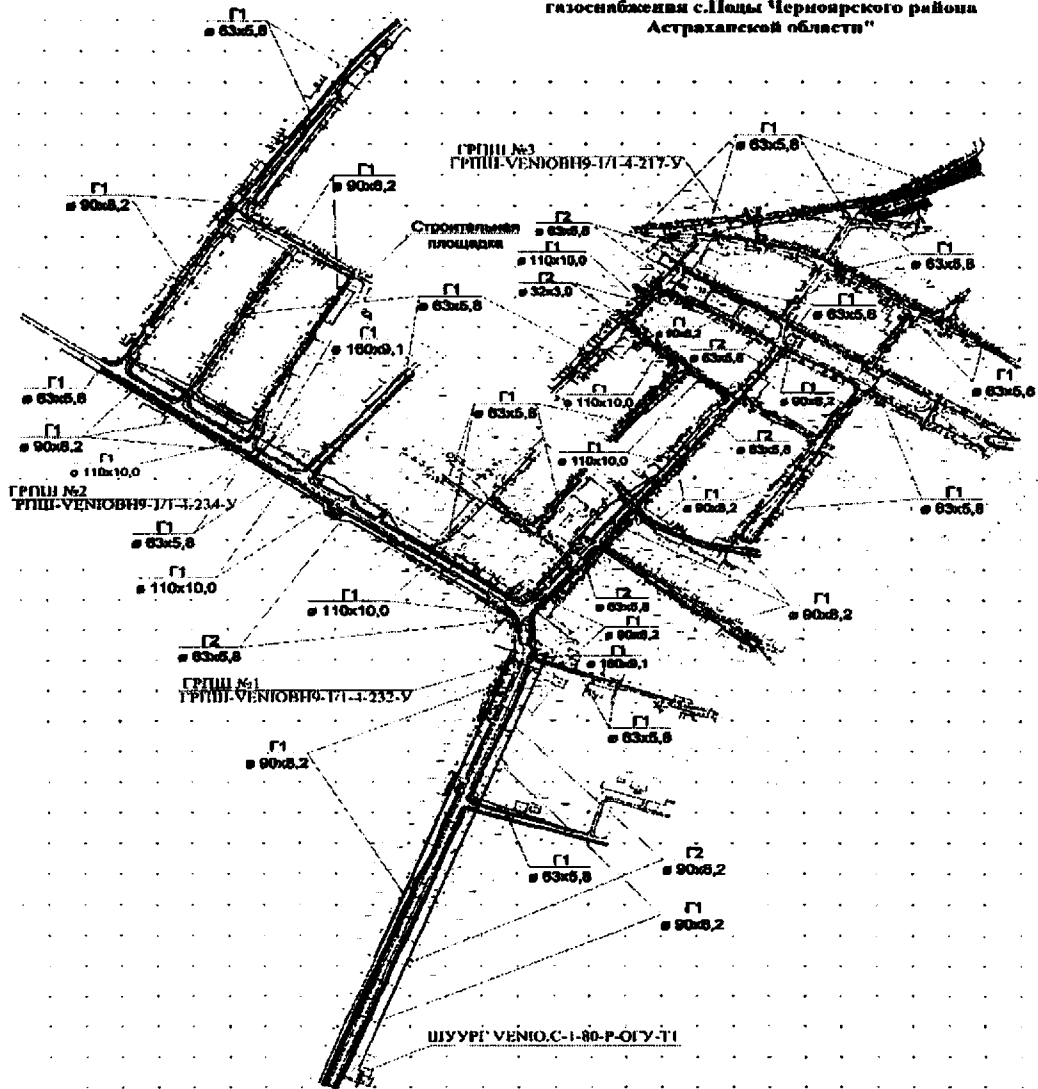 газоснабжения с.Поды Черноярского района
Астраханской области"
Г1
ø 63x5,8
ГРПШ №3
ГРПШ-VENIOВН9-1/1-4-217-У
Г1
ø 63x5,8
Г1
ø 90x8,2
Г1
ø 90x8,2
Строительная
площадка
Г2
ø 63x5,8
Г1
ø 110x10,0
Г1
ø 32x3,0
Г1
ø 63x5,8
Г1
ø 63x5,8
Г1
ø 63x5,8
Г1
ø 160x9,1
Г1
ø 90x8,2
Г2
ø 63x5,8
Г1
ø 63x5,8
Г1
ø 63x5,8
Г1
ø 63x5,8
Г1
ø 110x10,0
Г1
ø 90x8,2
Г1
ø 90x8,2
Г1
ø 110x10,0
Г1
ø 110x10,0
Г2
ø 63x5,8
ГРПШ №2
ГРПШ-VENIOВН9-1/1-4-234-У
Г1
ø 90x8,2
Г1
ø 63x5,8
Г1
ø 63x5,8
Г1
ø 110x10,0
Г1
ø 110x10,0
Г2
ø 63x5,8
Г1
ø 90x8,2
Г1
ø 90x8,2
Г2
ø 63x5,8
Г1
ø 160x9,1
ГРПШ №1
ГРПШ-VENIOВН9-1/1-4-232-У
Г1
ø 63x5,8
Г1
ø 90x8,2
Г1
ø 63x5,8
Г2
ø 90x8,2
Г1
ø 90x8,2
ШУУРГ VENIO.С-1-80-Р-ОГУ-Т1